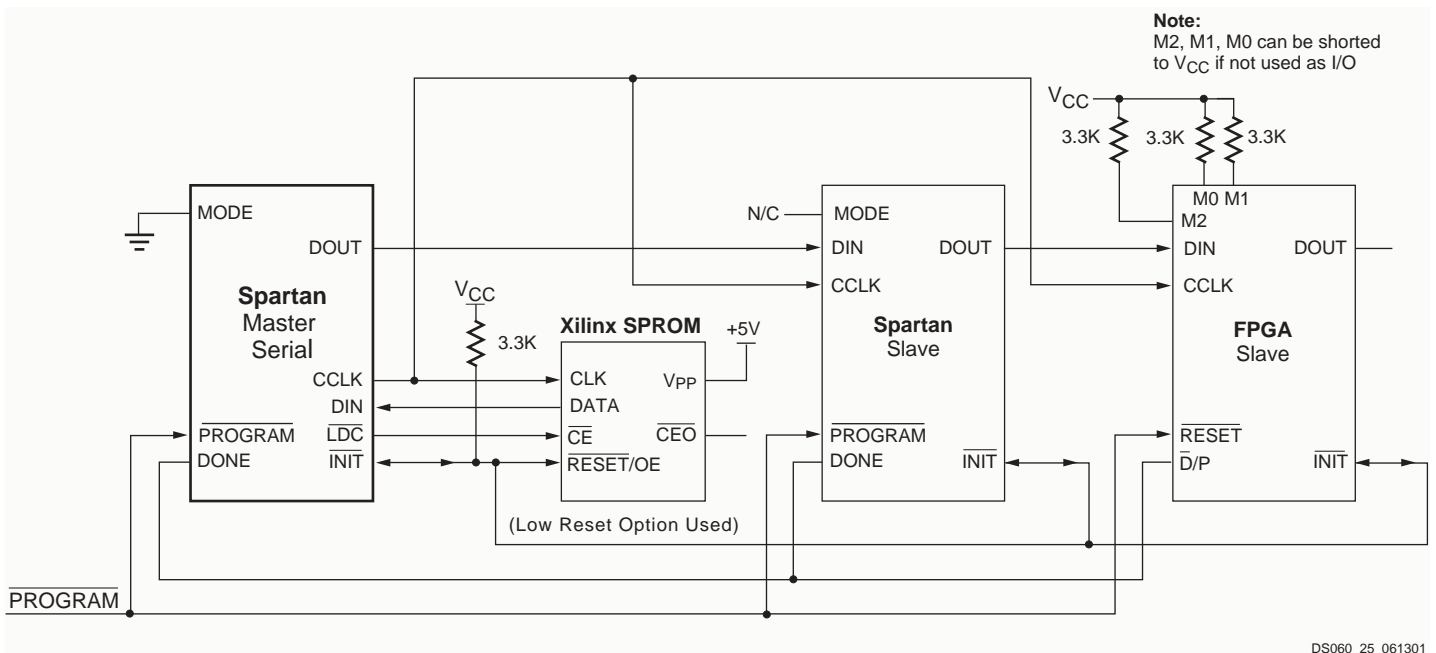 Note:
M2, M1, M0 can be shorted
to VCC if not used as I/O
VCC
3.3K
3.3K
3.3K
M0 M1
M2
DIN
DOUT
CCLK
FPGA
Slave
RESET
D/P
INIT
N/C
MODE
DIN
DOUT
CCLK
Spartan
Slave
PROGRAM
DONE
INIT
MODE
DOUT
Spartan
Master
Serial
CCLK
DIN
PROGRAM
LDC
DONE
INIT
VCC
3.3K
Xilinx SPROM
+5V
CLK
VPP
DATA
CE
CEO
RESET/OE
(Low Reset Option Used)
PROGRAM
DS060_25_061301